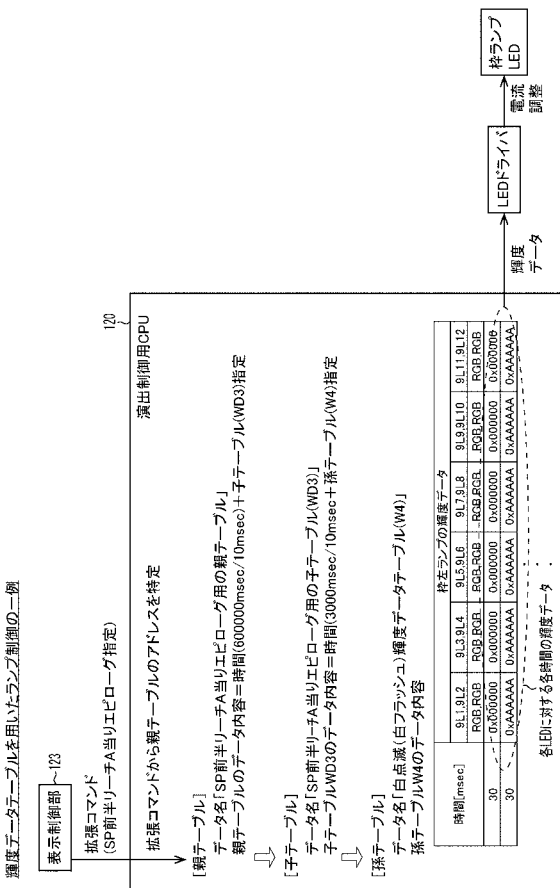 輝度データテーブルを用いたランプ制御の一例
表示制御部 ~123
拡張コマンド
(SP前半リーチA当りエピローグ指定)
120
演出制御用CPU
拡張コマンドから親テーブルのアドレスを特定
[親テーブル]
データ名「SP前半リーチA当りエピローグ用の親テーブル」
親テーブルのデータ内容=時間(600000msec/10msec)+子テーブル(WD3)指定
[子テーブル]
データ名「SP前半リーチA当りエピローグ用の子テーブル(WD3)」
子テーブルWD3のデータ内容=時間(3000msec/10msec+孫テーブル(W4)指定
[孫テーブル]
データ名「白点滅(白フラッシュ)輝度データテーブル(W4)」
孫テーブルW4のデータ内容
時間[msec] 枠左ランプの輝度データ
9L1,9L2 9L3,9L4 9L5,9L6 9L7,9L8 9L9,9L10 9L11,9L12
RGB,RGB RGB,RGB RGB,RGB RGB,RGB RGB,RGB RGB,RGB
30 0x000000 0x000000 0x000000 0x000000 0x000000 0x000000
30 0xAAAAAA 0xAAAAAA 0xAAAAAA 0xAAAAAA 0xAAAAAA 0xAAAAAA
各LEDに対する各時間の輝度データ
輝度
データ
LEDドライバ
電流
調整
枠ランプ
LED